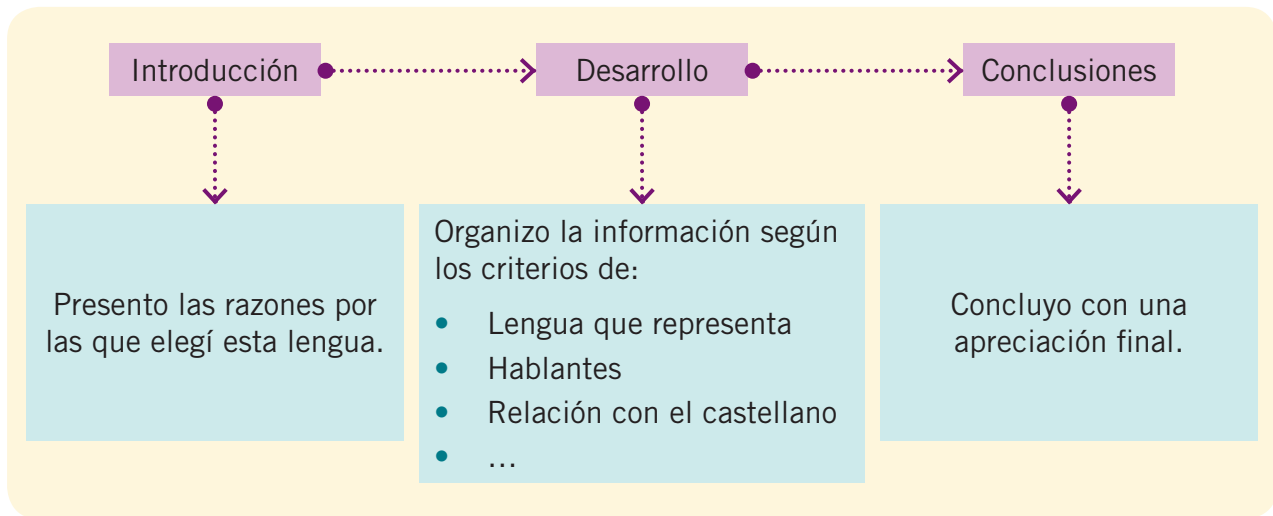 Introducción
Desarrollo
Conclusiones
Presento las razones por
las que elegí esta lengua.
Organizo la información según
los criterios de:
• Lengua que representa
• Hablantes
• Relación con el castellano
• ...
Concluyo con una
apreciación final.